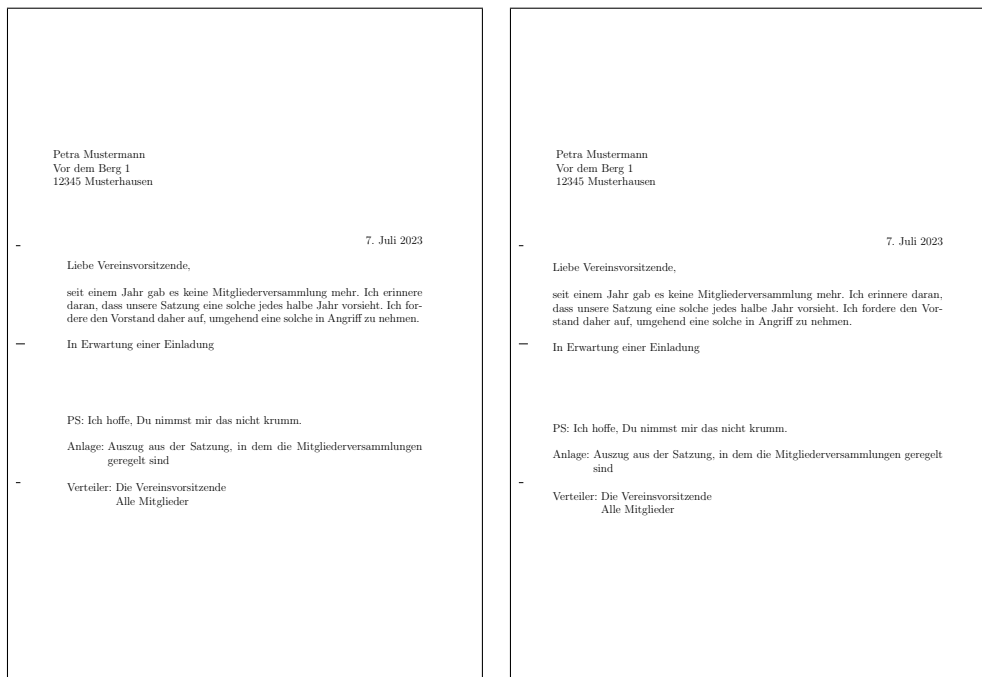 Petra Mustermann
Vor dem Berg 1
12345 Musterhausen
7. Juli 2023
Liebe Vereinsvorsitzende,
seit einem Jahr gab es keine Mitgliederversammlung mehr. Ich erinnere
daran, dass unsere Satzung eine solche jedes halbe Jahr vorsieht. Ich for-
dere den Vorstand daher auf, umgehend eine solche in Angriff zu nehmen.
In Erwartung einer Einladung
PS: Ich hoffe, Du nimmst mir das nicht krumm.
Anlage: Auszug aus der Satzung, in dem die Mitgliederversammlungen
geregelt sind
Verteiler: Die Vereinsvorsitzende
Alle Mitglieder
Petra Mustermann
Vor dem Berg 1
12345 Musterhausen
7. Juli 2023
Liebe Vereinsvorsitzende,
seit einem Jahr gab es keine Mitgliederversammlung mehr. Ich erinnere daran,
dass unsere Satzung eine solche jedes halbe Jahr vorsieht. Ich fordere den Vor-
stand daher auf, umgehend eine solche in Angriff zu nehmen.
In Erwartung einer Einladung
PS: Ich hoffe, Du nimmst mir das nicht krumm.
Anlage: Auszug aus der Satzung, in dem die Mitgliederversammlungen geregelt
sind
Verteiler: Die Vereinsvorsitzende
Alle Mitglieder